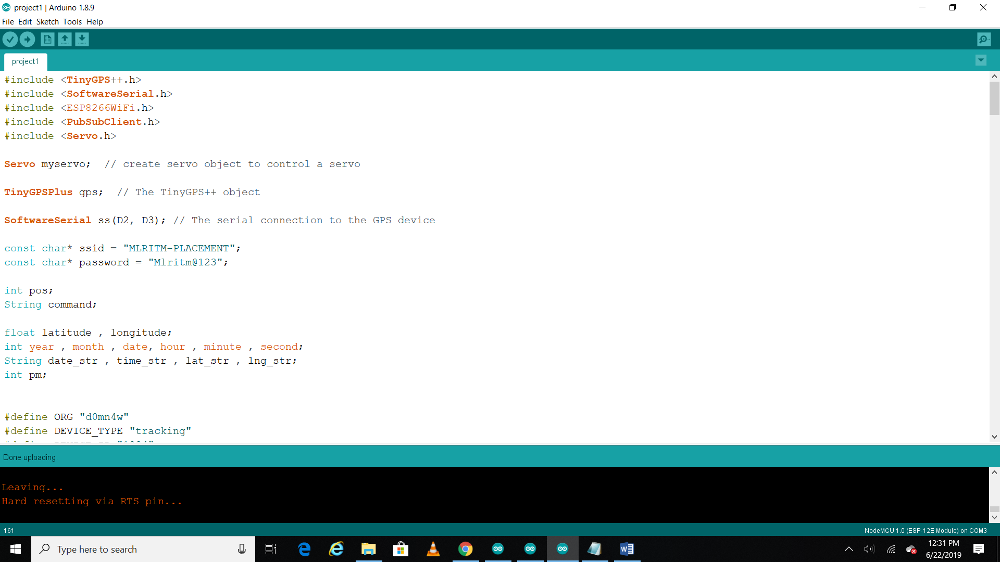 project1 | Arduino 1.8.9
File Edit Sketch Tools Help
project1
#include <TinyGPS++.h>
#include <SoftwareSerial.h>
#include <ESP8266WiFi.h>
#include <PubSubClient.h>
#include <Servo.h>
Servo myservo;  // create servo object to control a servo
TinyGPSPlus gps;  // The TinyGPS++ object
SoftwareSerial ss(D2, D3); // The serial connection to the GPS device
const char* ssid = "MLRITM-PLACEMENT";
const char* password = "Mlritm@123";
int pos;
String command;
float latitude , longitude;
int year , month , date, hour , minute , second;
String date_str , time_str , lat_str , lng_str;
int pm;
#define ORG "d0mn4w"
#define DEVICE_TYPE "tracking"
Done uploading.
Leaving...
Hard resetting via RTS pin...
161
NodeMCU 1.0 (ESP-12E Module) on COM3
Type here to search
12:31 PM
6/22/2019